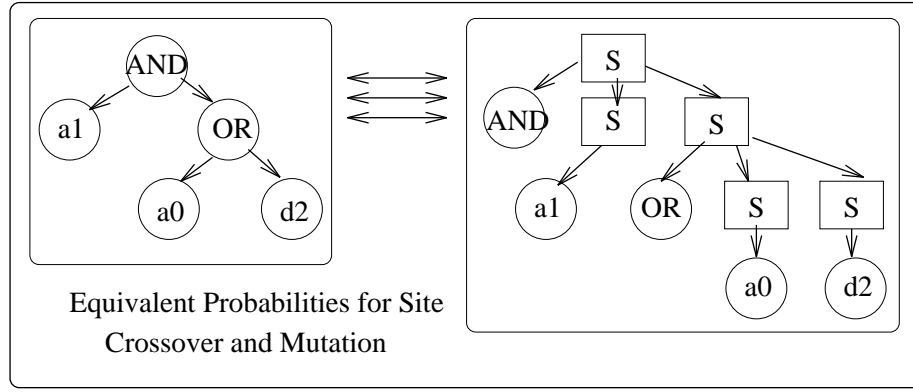 AND
a1
OR
a0
d2
S
AND
S
S
a1
OR
S
S
a0
d2
Equivalent Probabilities for Site
Crossover and Mutation